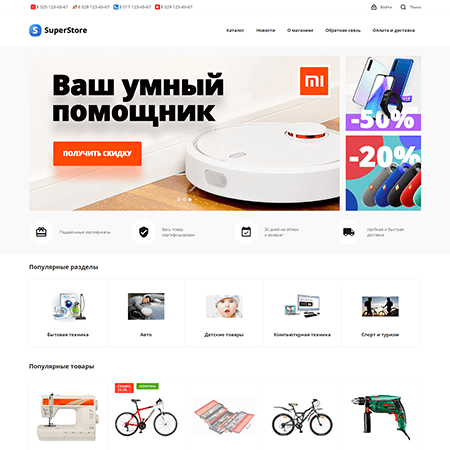 8 029 123-45-67 8 029 123-45-67 8 017 123-45-67 8 029 123-45-67 Войти Поиск
S SuperStore Каталог Новости О магазине Обратная связь Оплата и доставка
Ваш умный
помощник
ПОЛУЧИТЬ СКИДКУ
mi
-50%
-20%
Подарочные сертификаты
Весь товар
сертифицирован
30 дней на обмен
и возврат
Удобная и быстрая
доставка
Популярные разделы
Бытовая техника Авто Детские товары Компьютерная техника Спорт и туризм
Популярные товары
СКИДКА НОВИНКА